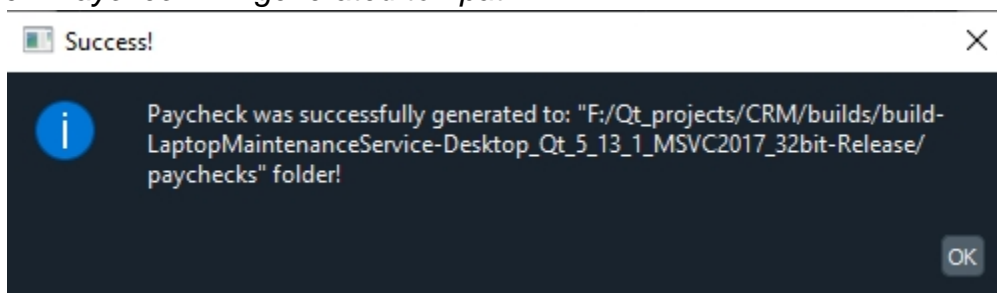 Success!
Paycheck was successfully generated to: "F:/Qt_projects/CRM/builds/build-
LaptopMaintenanceService-Desktop_Qt_5_13_1_MSVC2017_32bit-Release/
paychecks" folder!
OK